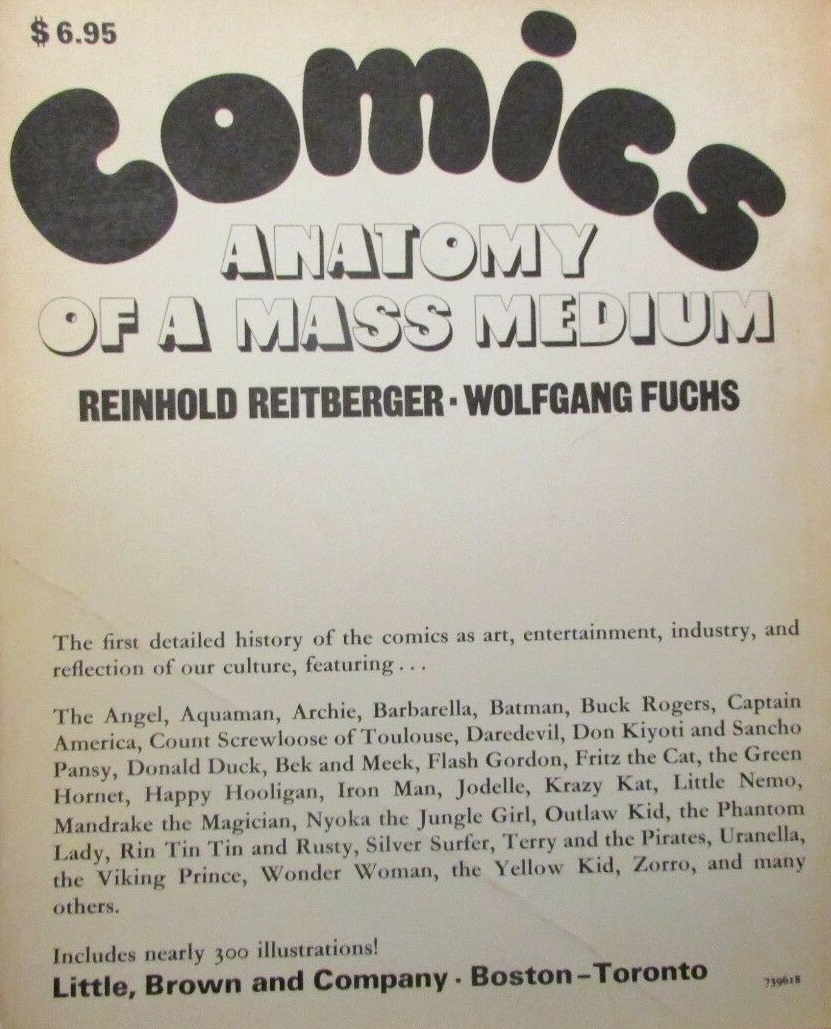 $ 6.95
Comics
ANATOMY
OF A MASS MEDIUM
REINHOLD REITBERGER · WOLFGANG FUCHS
The first detailed history of the comics as art, entertainment, industry, and
reflection of our culture, featuring . . .
The Angel, Aquaman, Archie, Barbarella, Batman, Buck Rogers, Captain
America, Count Screwloose of Toulouse, Daredevil, Don Kiyoti and Sancho
Pansy, Donald Duck, Bek and Meek, Flash Gordon, Fritz the Cat, the Green
Hornet, Happy Hooligan, Iron Man, Jodelle, Krazy Kat, Little Nemo,
Mandrake the Magician, Nyoka the Jungle Girl, Outlaw Kid, the Phantom
Lady, Rin Tin Tin and Rusty, Silver Surfer, Terry and the Pirates, Uranella,
the Viking Prince, Wonder Woman, the Yellow Kid, Zorro, and many
others.
Includes nearly 300 illustrations!
Little, Brown and Company · Boston–Toronto
739618